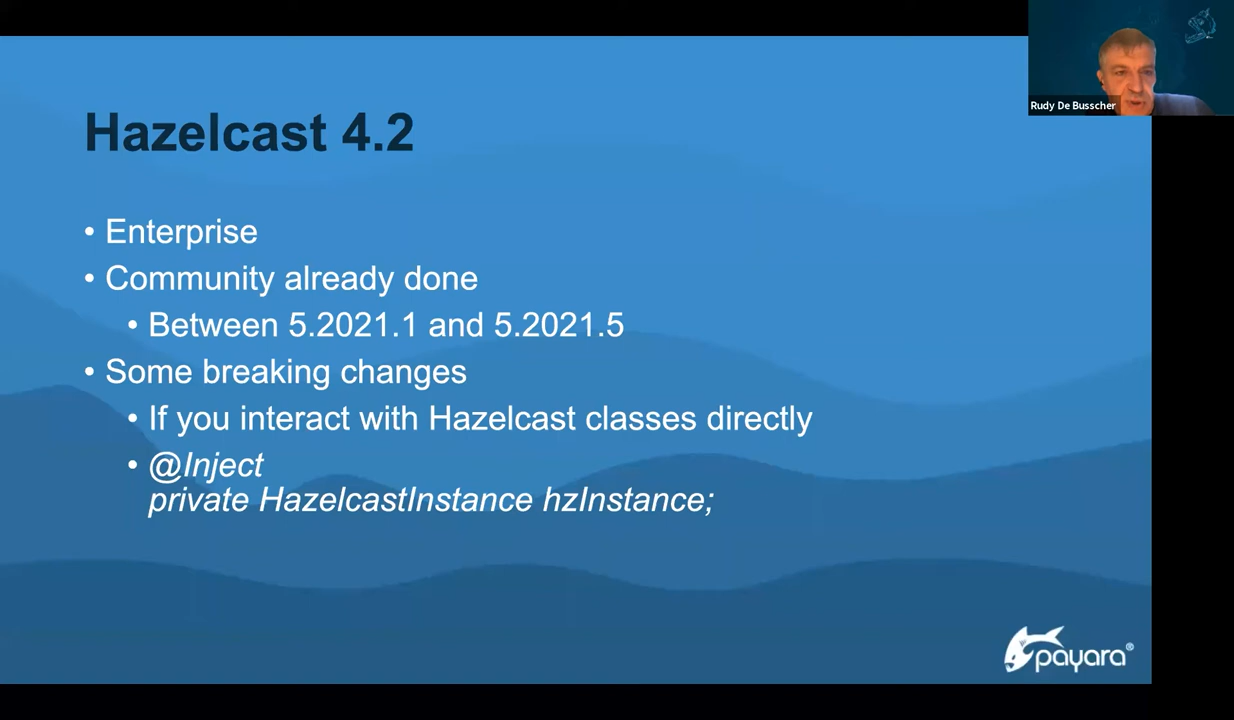 Rudy De Busscher
Hazelcast 4.2
• Enterprise
• Community already done
• Between 5.2021.1 and 5.2021.5
• Some breaking changes
• If you interact with Hazelcast classes directly
• @Inject
private HazelcastInstance hzInstance;
payara®